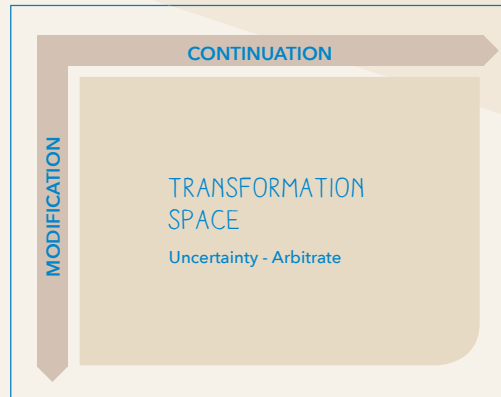 CONTINUATION
MODIFICATION
TRANSFORMATION
SPACE
Uncertainty - Arbitrate